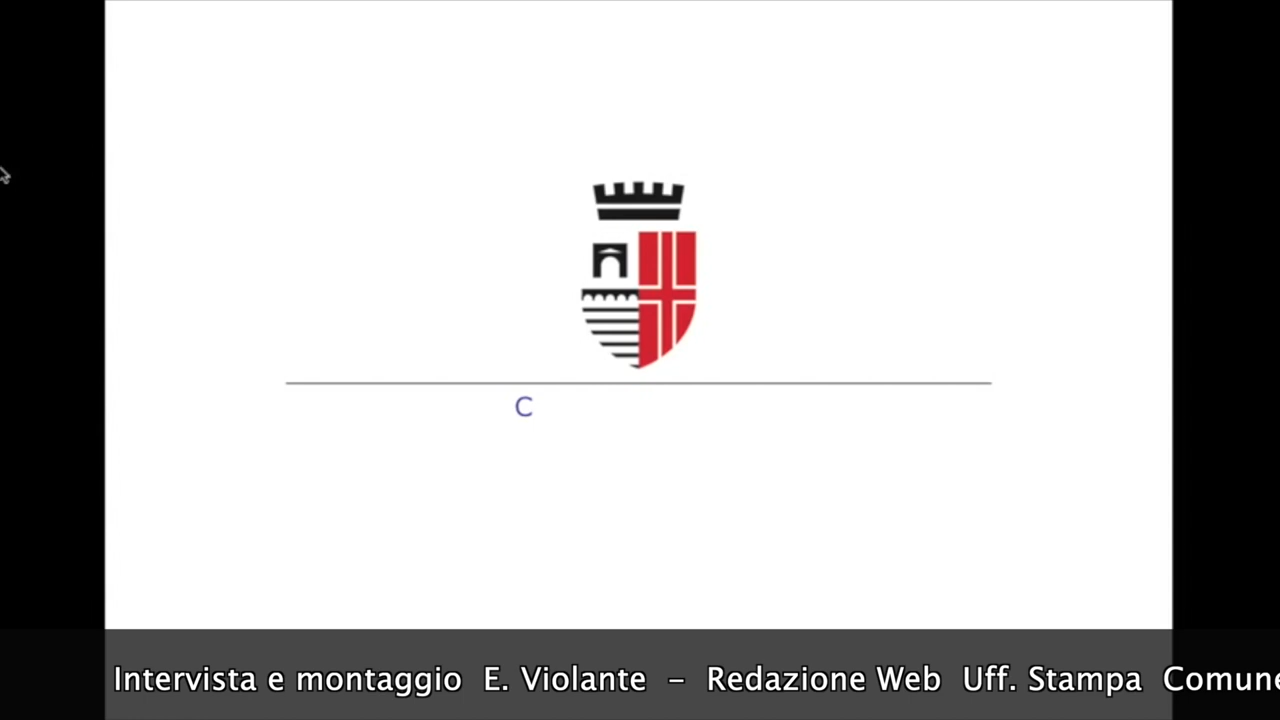 C
Intervista e montaggio E. Violante – Redazione Web Uff. Stampa Comune